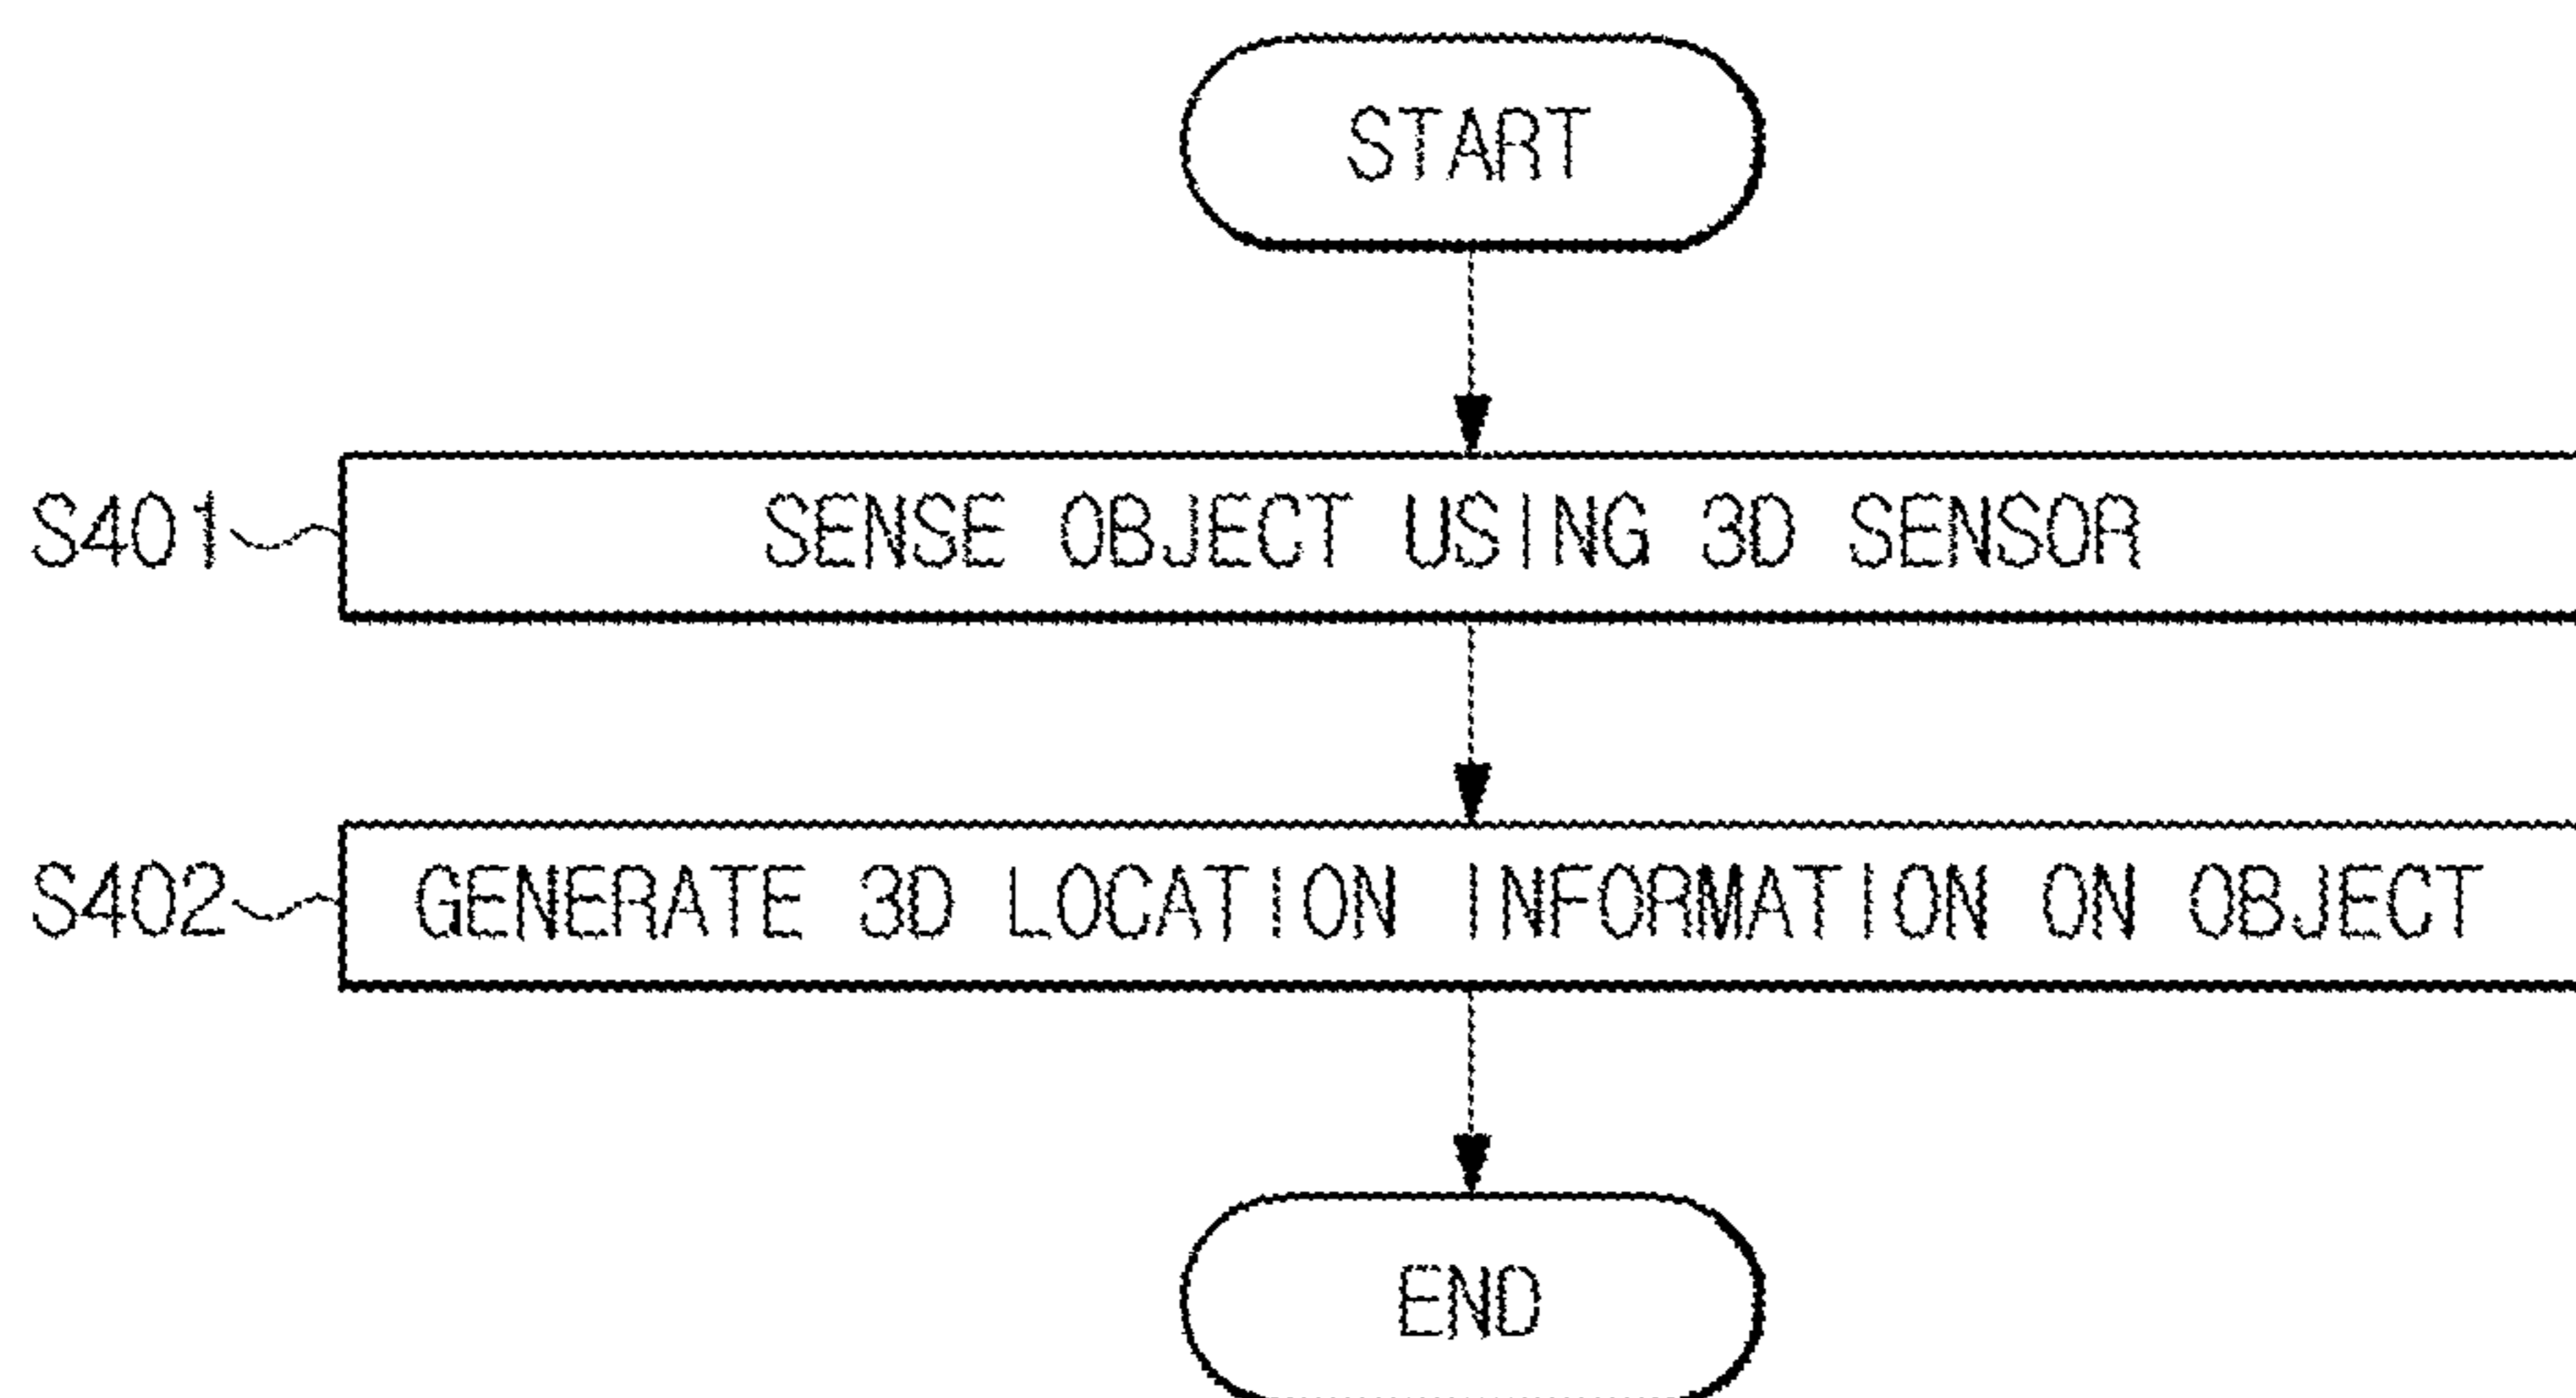 START
S401 SENSE OBJECT USING 3D SENSOR
S402 GENERATE 3D LOCATION INFORMATION ON OBJECT
END